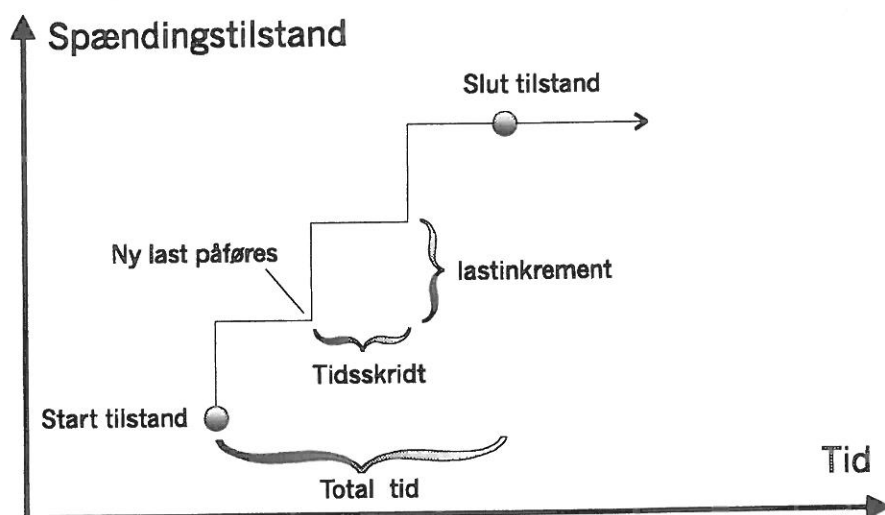 Spændingstilstand
Slut tilstand
Ny last påføres
lastinkrement
Tidsskridt
Start tilstand
Tid
Total tid